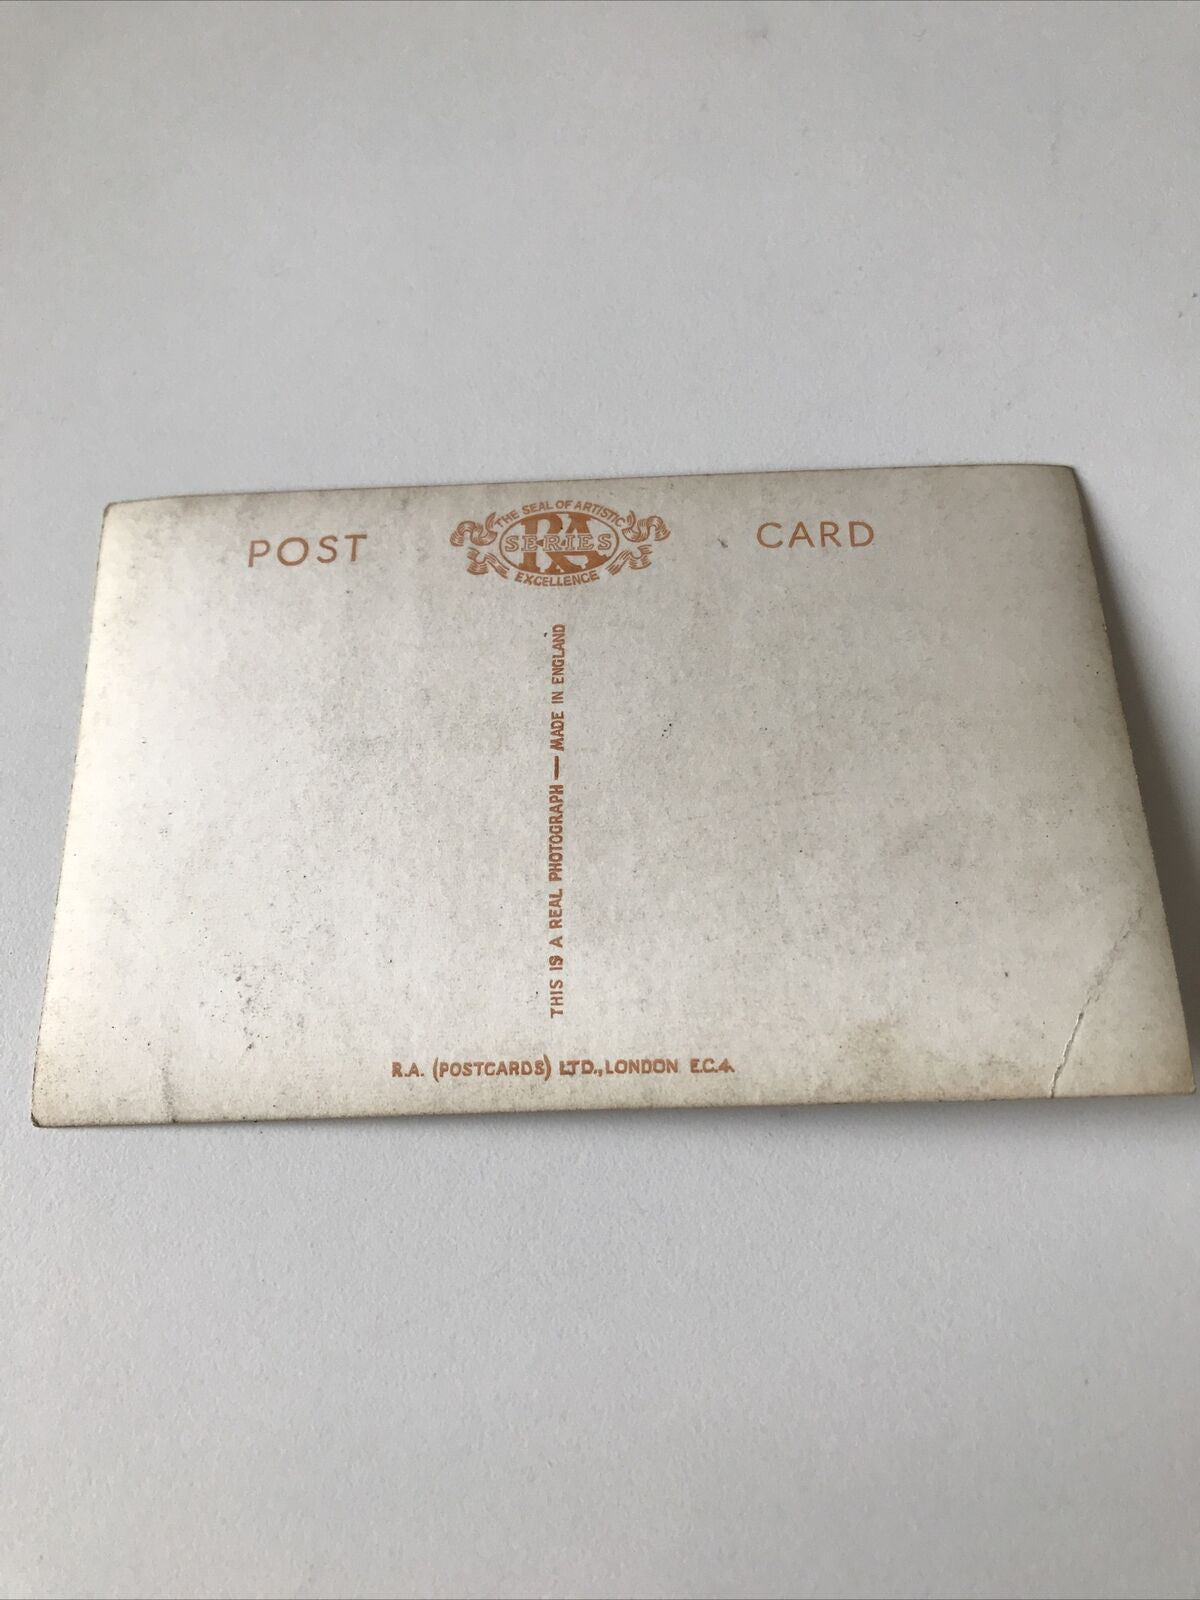 POST
THE SEAL OF ARTISTIC
RA
SERIES
EXCELLENCE
CARD
THIS IS A REAL PHOTOGRAPH — MADE IN ENGLAND
R.A. (POSTCARDS) LTD., LONDON E.C.4.